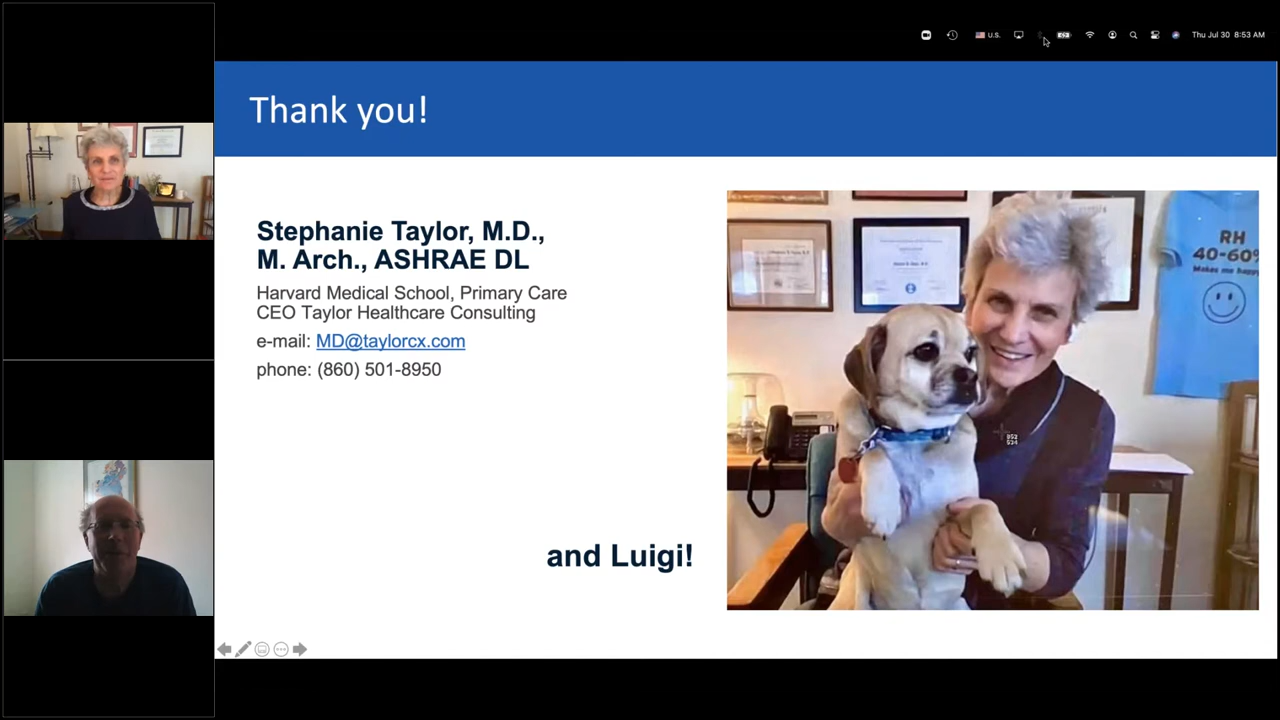 U.S.
Thu Jul 30 8:53 AM
Thank you!
Stephanie Taylor, M.D.,
M. Arch., ASHRAE DL
Harvard Medical School, Primary Care
CEO Taylor Healthcare Consulting
e-mail: MD@taylorcx.com
phone: (860) 501-8950
and Luigi!
RH
40-60%
Makes me happy
852
524